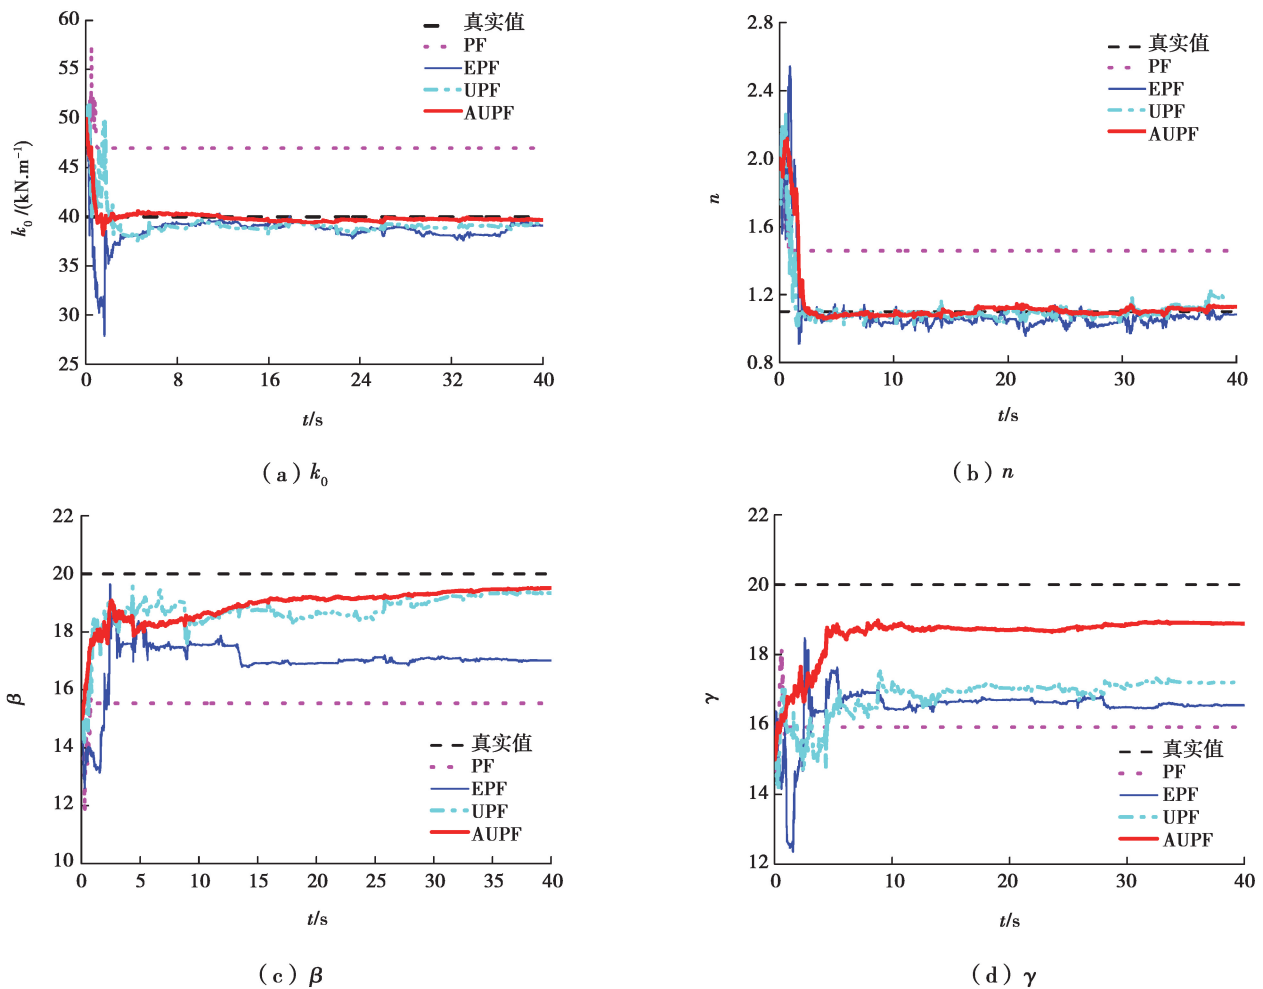 60
55
50
45
40
35
30
25
k₀ /(kN.m⁻¹)
真实值
PF
EPF
UPF
AUPF
0 8 16 24 32 40
t/s
(a) k₀
2.8
2.4
2.0
1.6
1.2
0.8
n
真实值
PF
EPF
UPF
AUPF
0 10 20 30 40
t/s
(b) n
22
20
18
16
14
12
10
β
真实值
PF
EPF
UPF
AUPF
0 5 10 15 20 25 30 35 40
t/s
(c) β
22
20
18
16
14
12
γ
真实值
PF
EPF
UPF
AUPF
0 10 20 30 40
t/s
(d) γ